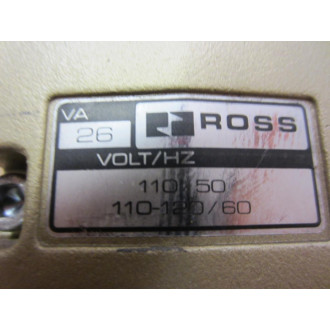 VA
26
ROSS
VOLT/HZ
110/50
110-120/60